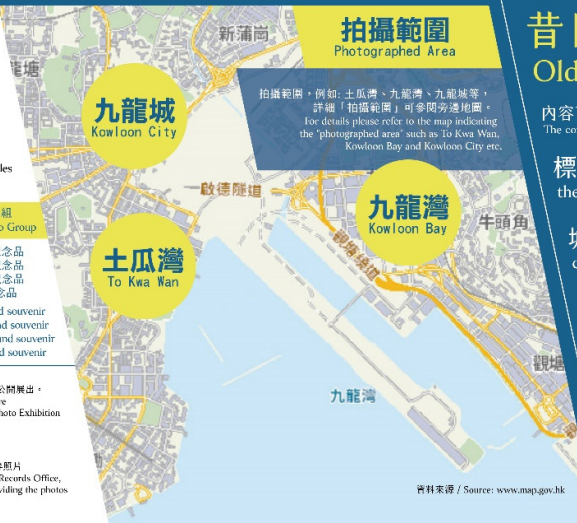 拍攝範圍
Photographed Area
拍攝範圍，例如: 土瓜灣、九龍灣、九龍城等，
詳細「拍攝範圍」可參閱旁邊地圖。
For details please refer to the map indicating
the "photographed area" such as To Kwa Wan,
Kowloon Bay and Kowloon City etc.
新蒲崗
九龍城
Kowloon City
啟德隧道
九龍灣
Kowloon Bay
觀塘繞道
牛頭角
土瓜灣
To Kwa Wan
九龍灣
觀塘
資料來源 / Source: www.map.gov.hk
昔
Old
內容
The
標
the
龍塘
les
組
Group
念品
念品
念品
念品
d souvenir
nd souvenir
und souvenir
d souvenir
公開展出。
ve
hoto Exhibition
照片
Records Office,
viding the photos